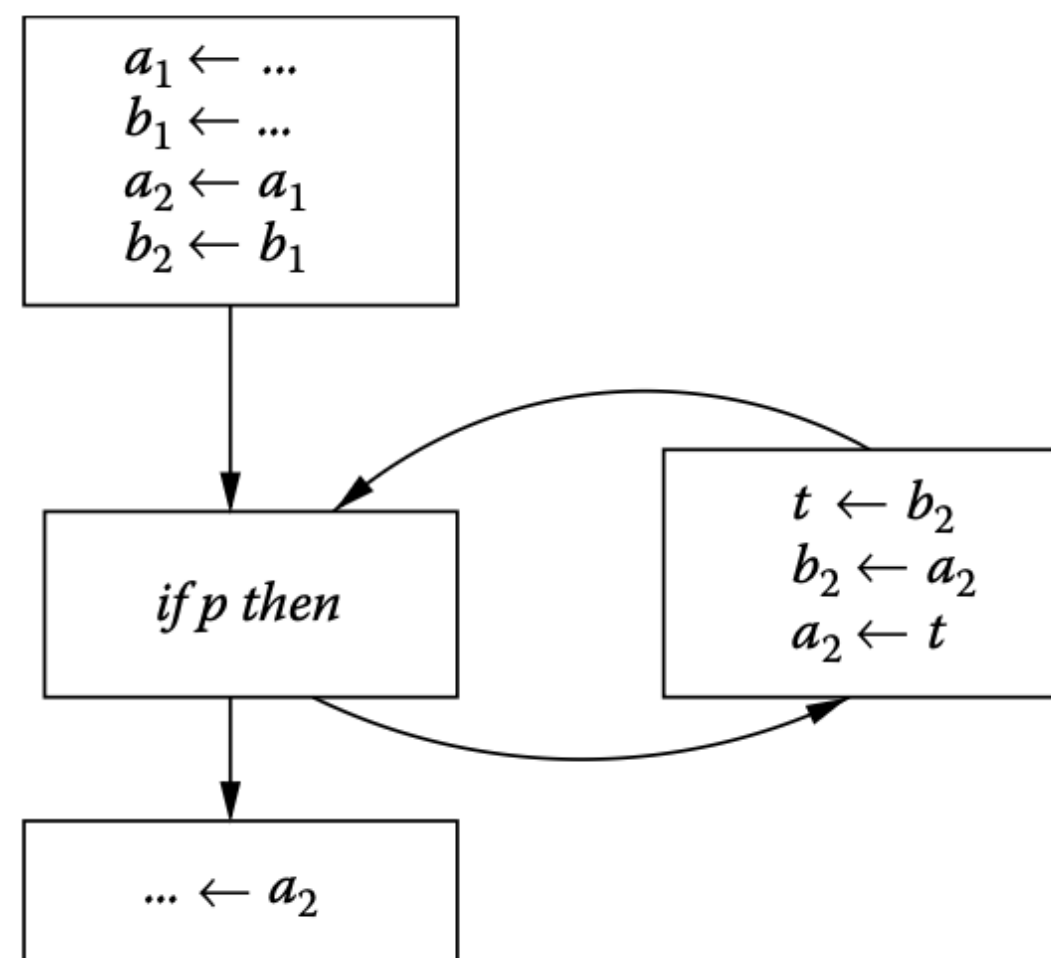 a₁ ← ...
b₁ ← ...
a₂ ← a₁
b₂ ← b₁
if p then
t ← b₂
b₂ ← a₂
a₂ ← t
... ← a₂